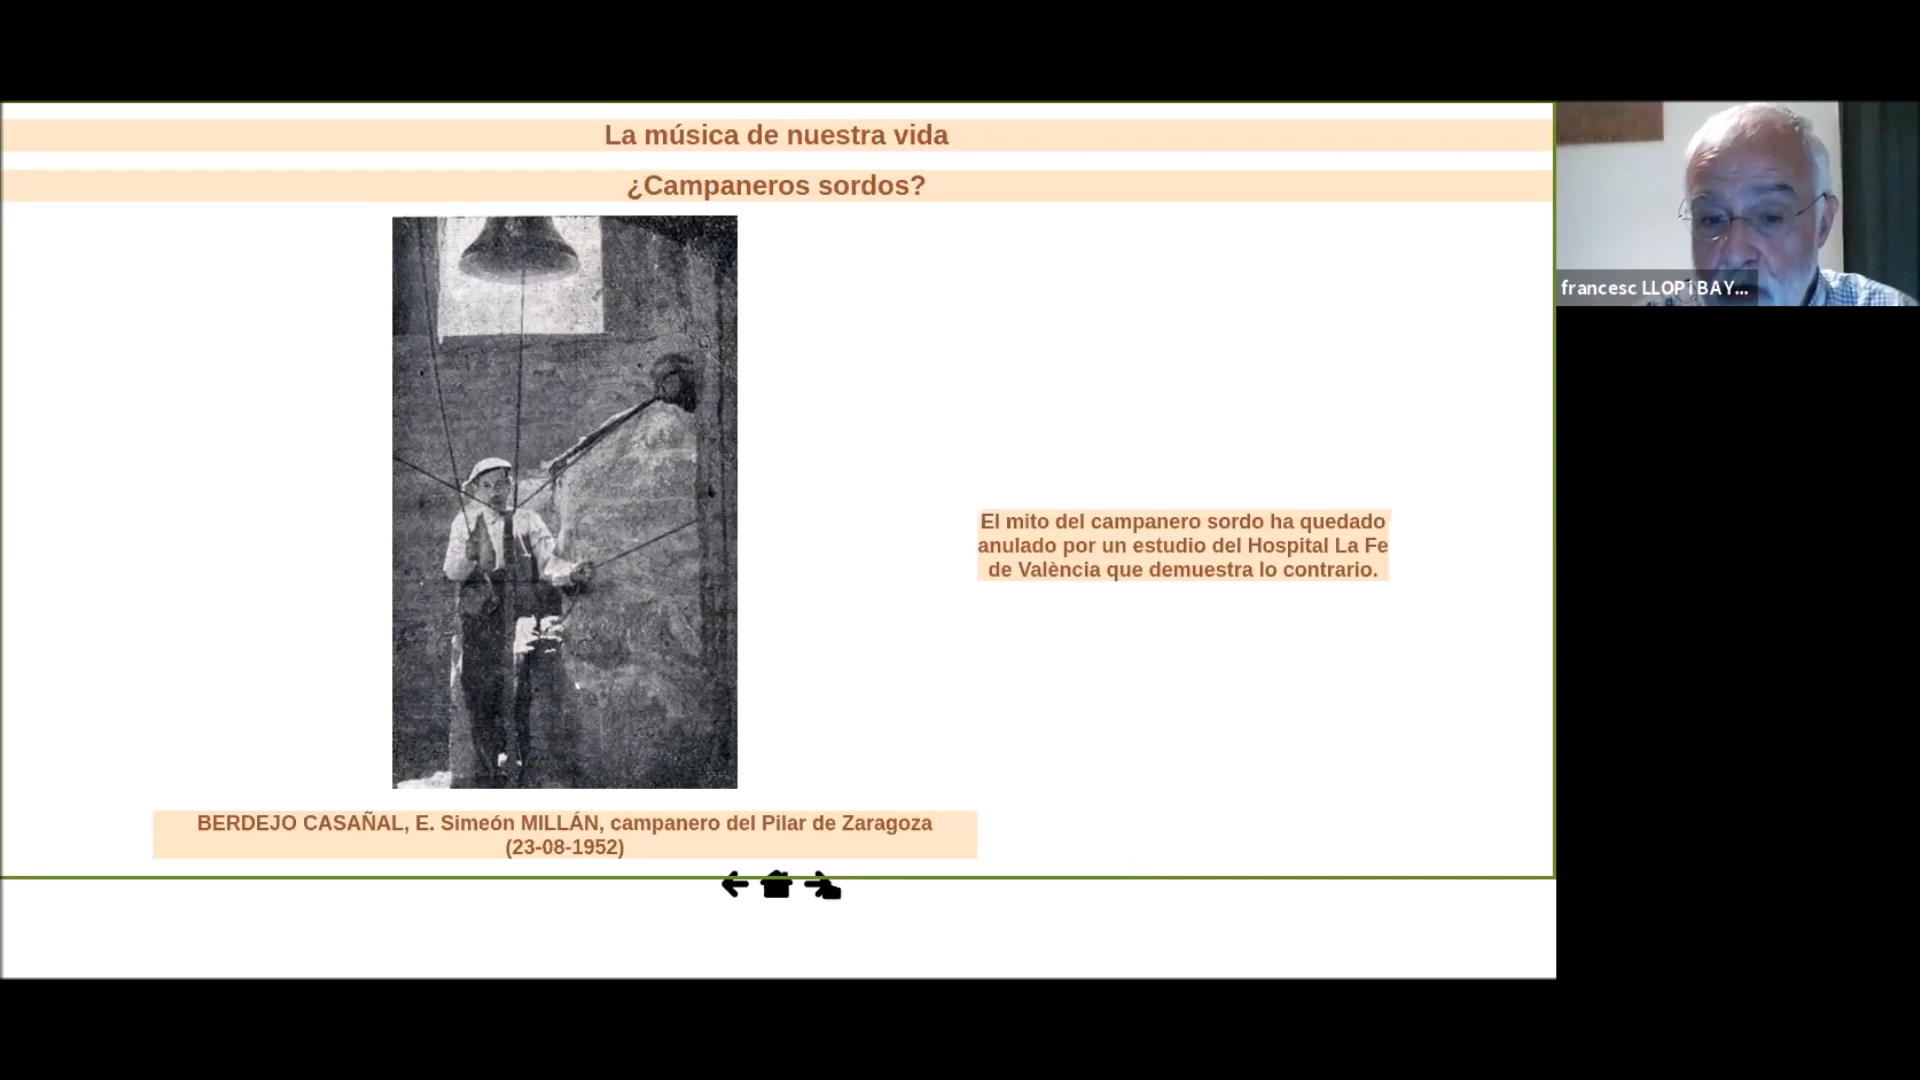 La música de nuestra vida
¿Campaneros sordos?
francesc LLOP i BAY...
El mito del campanero sordo ha quedado
anulado por un estudio del Hospital La Fe
de València que demuestra lo contrario.
BERDEJO CASAÑAL, E. Simeón MILLÁN, campanero del Pilar de Zaragoza
(23-08-1952)